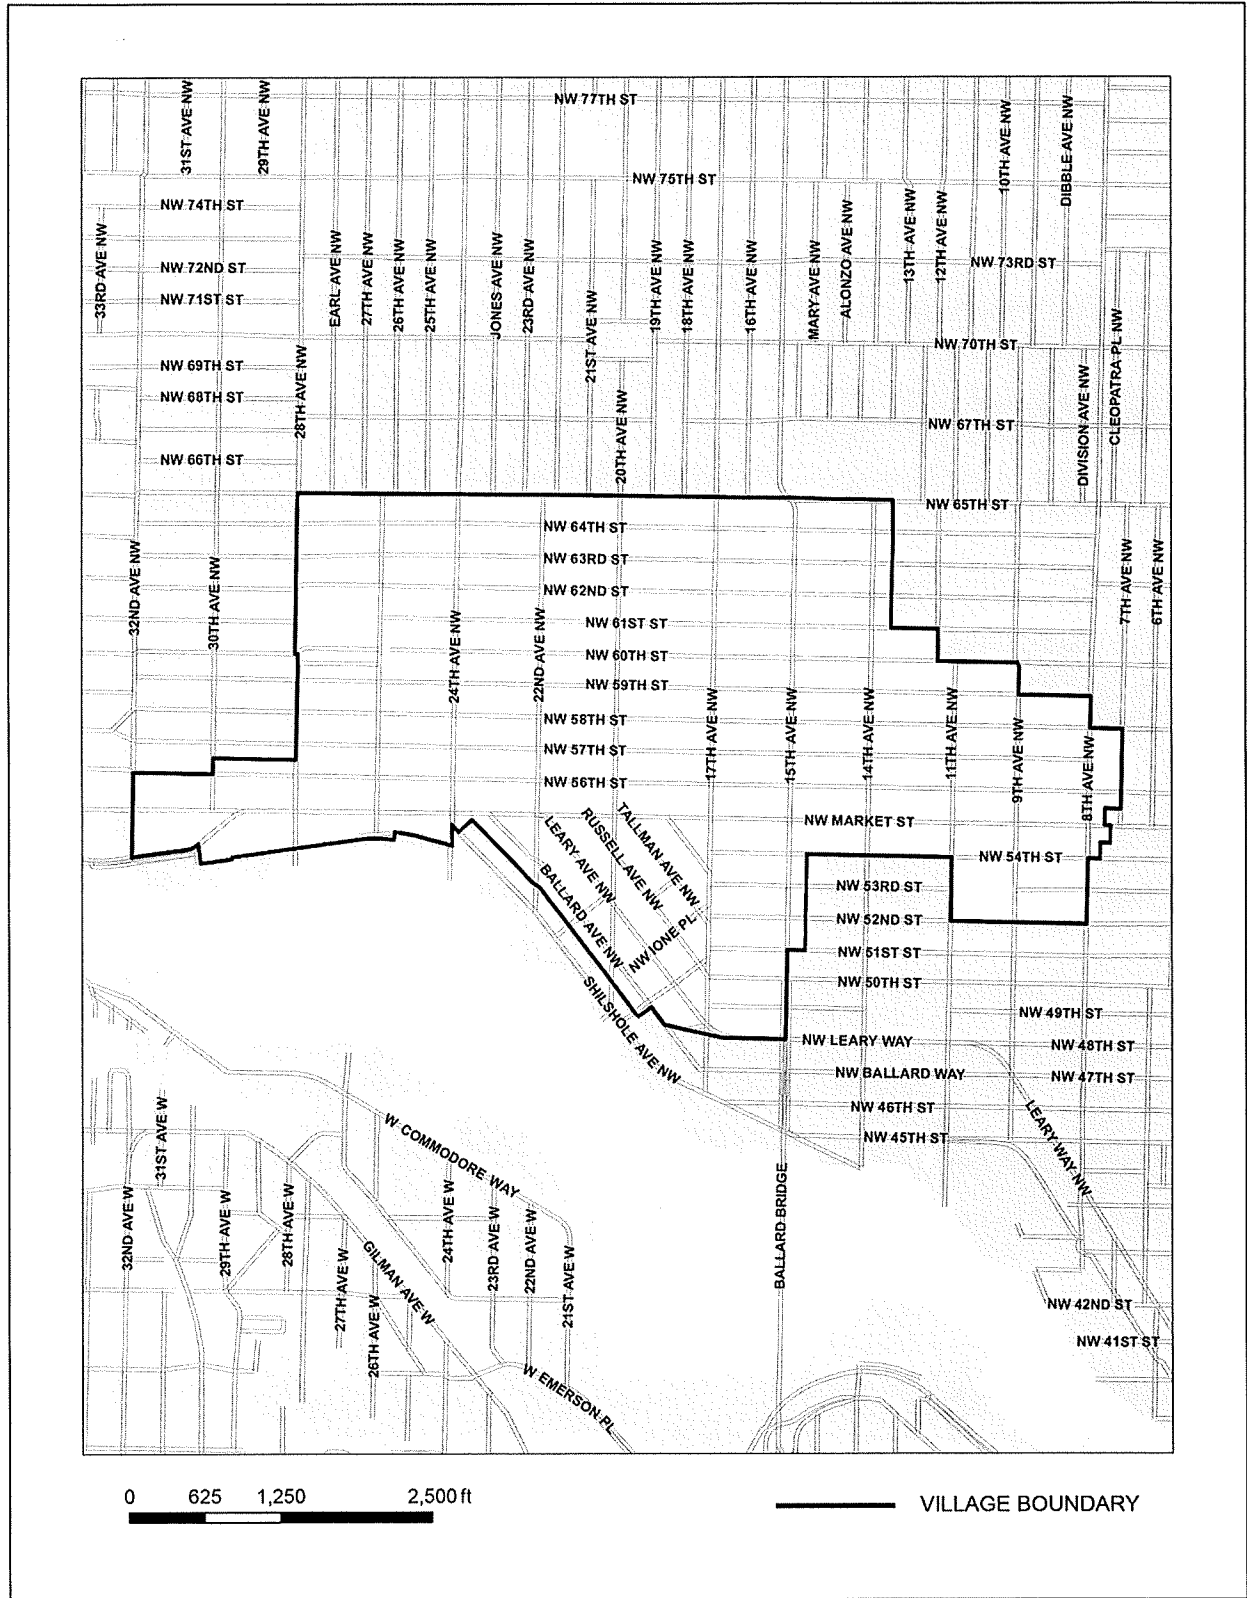 NW 77TH ST
31ST AVE NW
29TH AVE NW
10TH AVE NW
DIBBLE AVE NW
NW 75TH ST
NW 74TH ST
33RD AVE NW
NW 72ND ST
NW 71ST ST
EARL AVE NW
27TH AVE NW
26TH AVE NW
25TH AVE NW
JONES AVE NW
23RD AVE NW
21ST AVE NW
19TH AVE NW
18TH AVE NW
16TH AVE NW
MARY AVE NW
ALONZO AVE NW
13TH AVE NW
12TH AVE NW
NW 73RD ST
NW 70TH ST
CLEOPATRA PL NW
NW 69TH ST
NW 68TH ST
28TH AVE NW
20TH AVE NW
NW 67TH ST
DIVISION AVE NW
NW 66TH ST
NW 65TH ST
NW 64TH ST
NW 63RD ST
NW 62ND ST
32ND AVE NW
30TH AVE NW
24TH AVE NW
22ND AVE NW
NW 61ST ST
NW 60TH ST
NW 59TH ST
7TH AVE NW
6TH AVE NW
NW 58TH ST
NW 57TH ST
NW 56TH ST
17TH AVE NW
15TH AVE NW
14TH AVE NW
11TH AVE NW
9TH AVE NW
8TH AVE NW
NW MARKET ST
TALLMAN AVE NW
RUSSELL AVE NW
LEARY AVE NW
BALLARD AVE NW
NW 54TH ST
NW 53RD ST
NW 52ND ST
NW IONE PL
NW 51ST ST
NW 50TH ST
SHILSHOLE AVE NW
NW 49TH ST
NW LEARY WAY
NW 48TH ST
NW BALLARD WAY
NW 47TH ST
NW 46TH ST
NW 45TH ST
LEARY WAY NW
W COMMODORE WAY
31ST AVE W
32ND AVE W
29TH AVE W
28TH AVE W
27TH AVE W
26TH AVE W
GILMAN AVE W
24TH AVE W
23RD AVE W
22ND AVE W
21ST AVE W
BALLARD BRIDGE
NW 42ND ST
NW 41ST ST
W EMERSON PL
0 625 1,250 2,500 ft
VILLAGE BOUNDARY